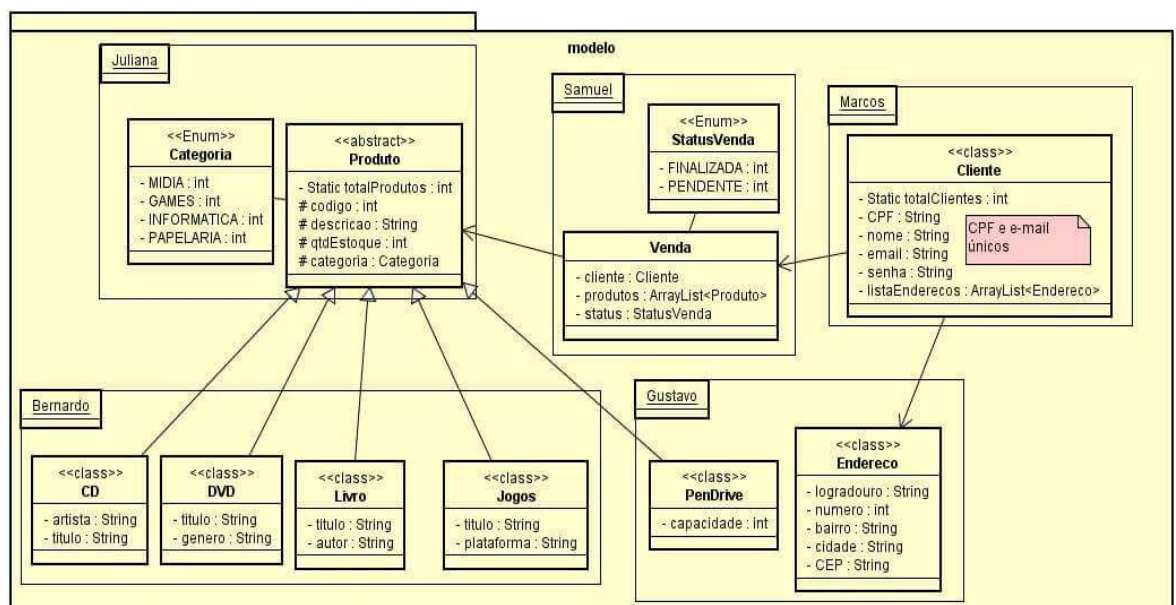 modelo
Juliana
<<Enum>>
Categoria
- MIDIA : int
- GAMES : int
- INFORMATICA : int
- PAPELARIA : int
<<abstract>>
Produto
- Static totalProdutos : int
# codigo : int
# descricao : String
# qtdEstoque : int
# categoria : Categoria
Samuel
<<Enum>>
StatusVenda
- FINALIZADA : int
- PENDENTE : int
Venda
- cliente : Cliente
- produtos : ArrayList<Produto>
- status : StatusVenda
Marcos
<<class>>
Cliente
- Static totalClientes : int
- CPF : String
- nome : String
- email : String
- senha : String
- listaEnderecos : ArrayList<Endereco>
CPF e e-mail
únicos
Bernardo
<<class>>
CD
- artista : String
- titulo : String
<<class>>
DVD
- titulo : String
- genero : String
<<class>>
Livro
- titulo : String
- autor : String
<<class>>
Jogos
- titulo : String
- plataforma : String
Gustavo
<<class>>
PenDrive
- capacidade : int
<<class>>
Endereco
- logradouro : String
- numero : int
- bairro : String
- cidade : String
- CEP : String